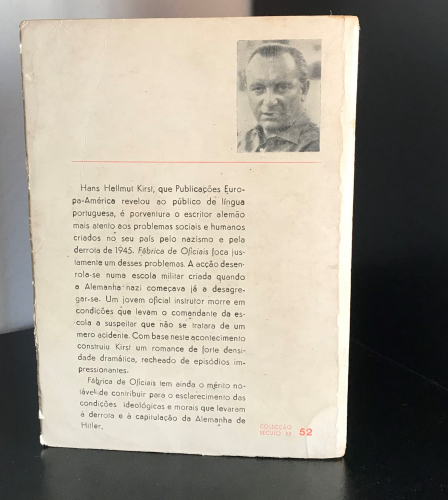 Hans Hellmut Kirst, que Publicações Euro-
pa-América revelou ao público de língua
portuguesa, é porventura o escritor alemão
mais atento aos problemas sociais e humanos
criados no seu país pelo nazismo e pela
derrota de 1945. Fábrica de Oficiais foca jus-
tamente um desses problemas. A acção desen-
rola-se numa escola militar criada quando
a Alemanha nazi começava já a desagre-
gar-se. Um jovem oficial instrutor morre em
condições que levam o comandante da es-
cola a suspeitar que não se tratara de um
mero acidente. Com base neste acontecimento
construiu Kirst um romance de forte densi-
dade dramática, recheado de episódios im-
pressionantes.
Fábrica de Oficiais tem ainda o mérito no-
tável de contribuir para o esclarecimento das
condições ideológicas e morais que levaram
à derrota e à capitulação da Alemanha de
Hitler.
COLECÇÃO
SÉCULO XX 52